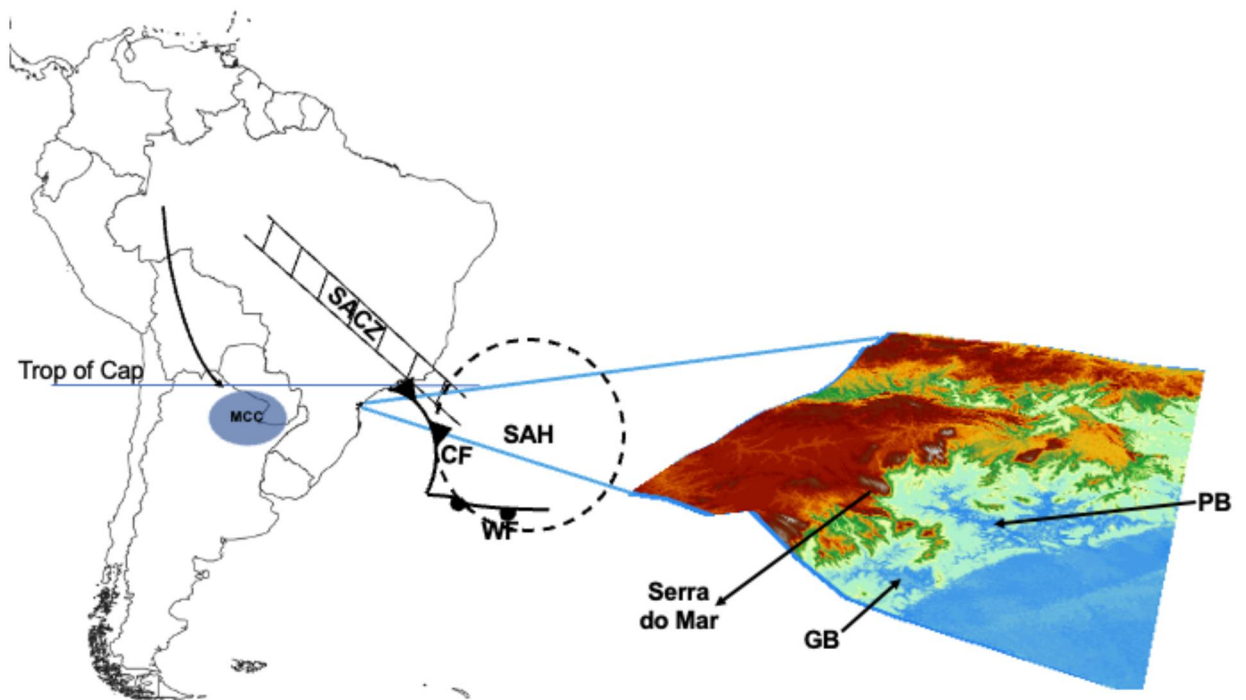 SACZ
Trop of Cap
MCC
SAH
CF
WF
PB
Serra
do Mar
GB